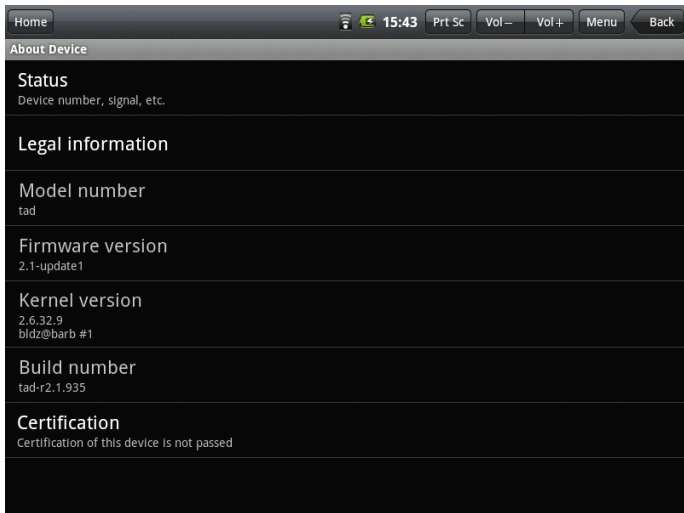 Home 15:43 Prt Sc Vol− Vol+ Menu Back
About Device
Status
Device number, signal, etc.
Legal information
Model number
tad
Firmware version
2.1-update1
Kernel version
2.6.32.9
bldz@barb #1
Build number
tad-r2.1.935
Certification
Certification of this device is not passed